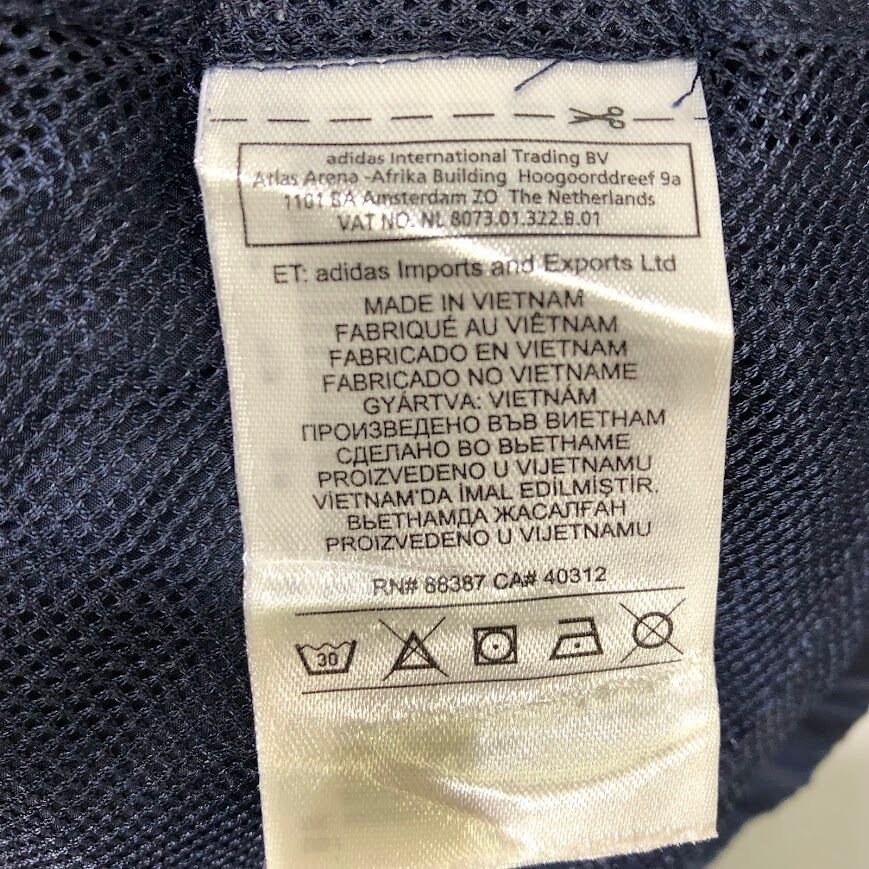 adidas International Trading BV
Atlas Arena -Afrika Building Hoogoorddreef 9a
1101 BA Amsterdam ZO The Netherlands
VAT NO. NL 8073.01.322.B.01
ET: adidas Imports and Exports Ltd
MADE IN VIETNAM
FABRIQUÉ AU VIÊTNAM
FABRICADO EN VIETNAM
FABRICADO NO VIETNAME
GYÁRTVA: VIETNÁM
ПРОИЗВЕДЕНО ВЪВ ВИЕТНАМ
СДЕЛАНО ВО ВЬЕТНАМЕ
PROIZVEDENO U VIJETNAMU
VİETNAM'DA İMAL EDİLMİŞTİR.
ВЬЕТНАМДА ЖАСАЛҒАН
PROIZVEDENO U VIJETNAMU
RN# 88387 CA# 40312
30